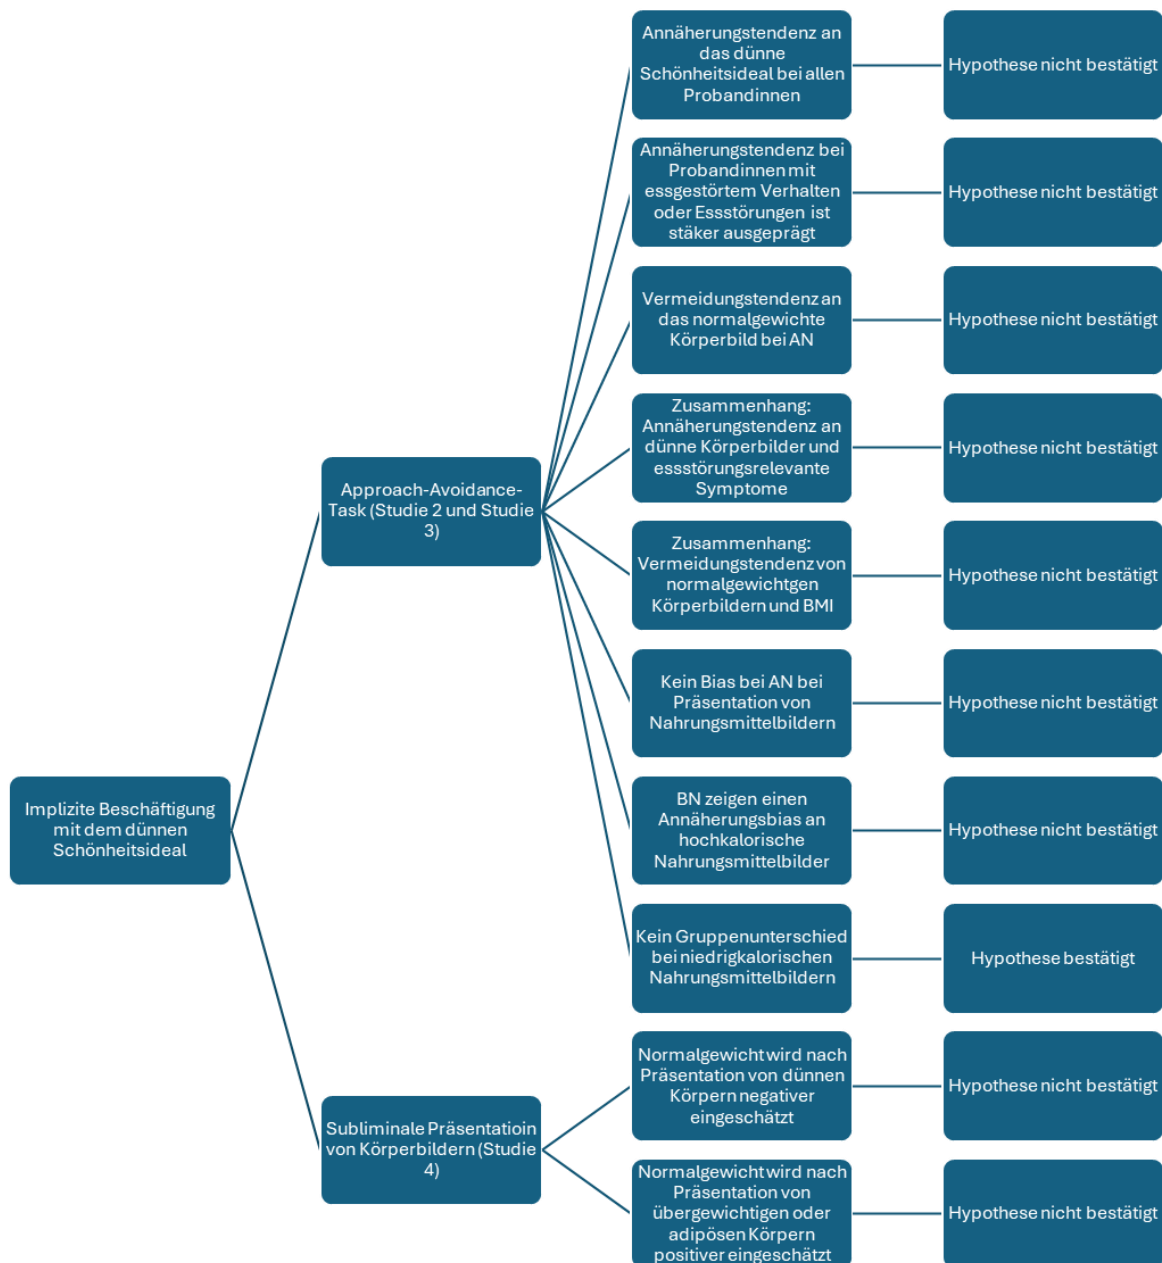 Annäherungstendenz an
das dünne
Schönheitsideal bei allen
Probandinnen
Hypothese nicht bestätigt
Annäherungstendenz bei
Probandinnen mit
essgestörtem Verhalten
oder Essstörungen ist
stäker ausgeprägt
Hypothese nicht bestätigt
Vermeidungstendenz an
das normalgewichte
Körperbild bei AN
Hypothese nicht bestätigt
Zusammenhang:
Annäherungstendenz an
dünne Körperbilder und
essstörungsrelevante
Symptome
Hypothese nicht bestätigt
Approach-Avoidance-
Task (Studie 2 und Studie
3)
Zusammenhang:
Vermeidungstendenz von
normalgewichtgen
Körperbildern und BMI
Hypothese nicht bestätigt
Kein Bias bei AN bei
Präsentation von
Nahrungsmittelbildern
Hypothese nicht bestätigt
Implizite Beschäftigung
mit dem dünnen
Schönheitsideal
BN zeigen einen
Annäherungsbias an
hochkalorische
Nahrungsmittelbilder
Hypothese nicht bestätigt
Kein Gruppenunterschied
bei niedrigkalorischen
Nahrungsmittelbildern
Hypothese bestätigt
Normalgewicht wird nach
Präsentation von dünnen
Körpern negativer
eingeschätzt
Hypothese nicht bestätigt
Subliminale Präsentatioin
von Körperbildern (Studie
4)
Normalgewicht wird nach
Präsentation von
übergewichtigen oder
adipösen Körpern
positiver eingeschätzt
Hypothese nicht bestätigt